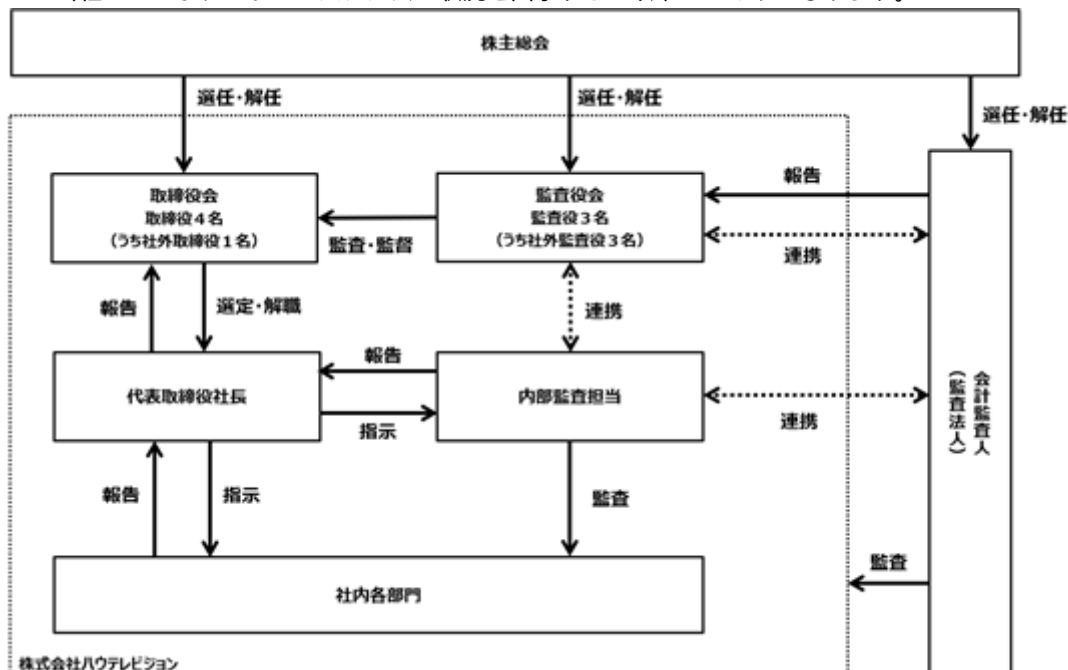 株主総会
選任・解任
選任・解任
選任・解任
取締役会
取締役４名
（うち社外取締役１名）
監査・監督
監査役会
監査役３名
（うち社外監査役３名）
報告
連携
報告
選定・解職
連携
代表取締役社長
報告
指示
内部監査担当
連携
会計監査人
（監査法人）
報告
指示
監査
監査
社内各部門
株式会社ハウテレビジョン